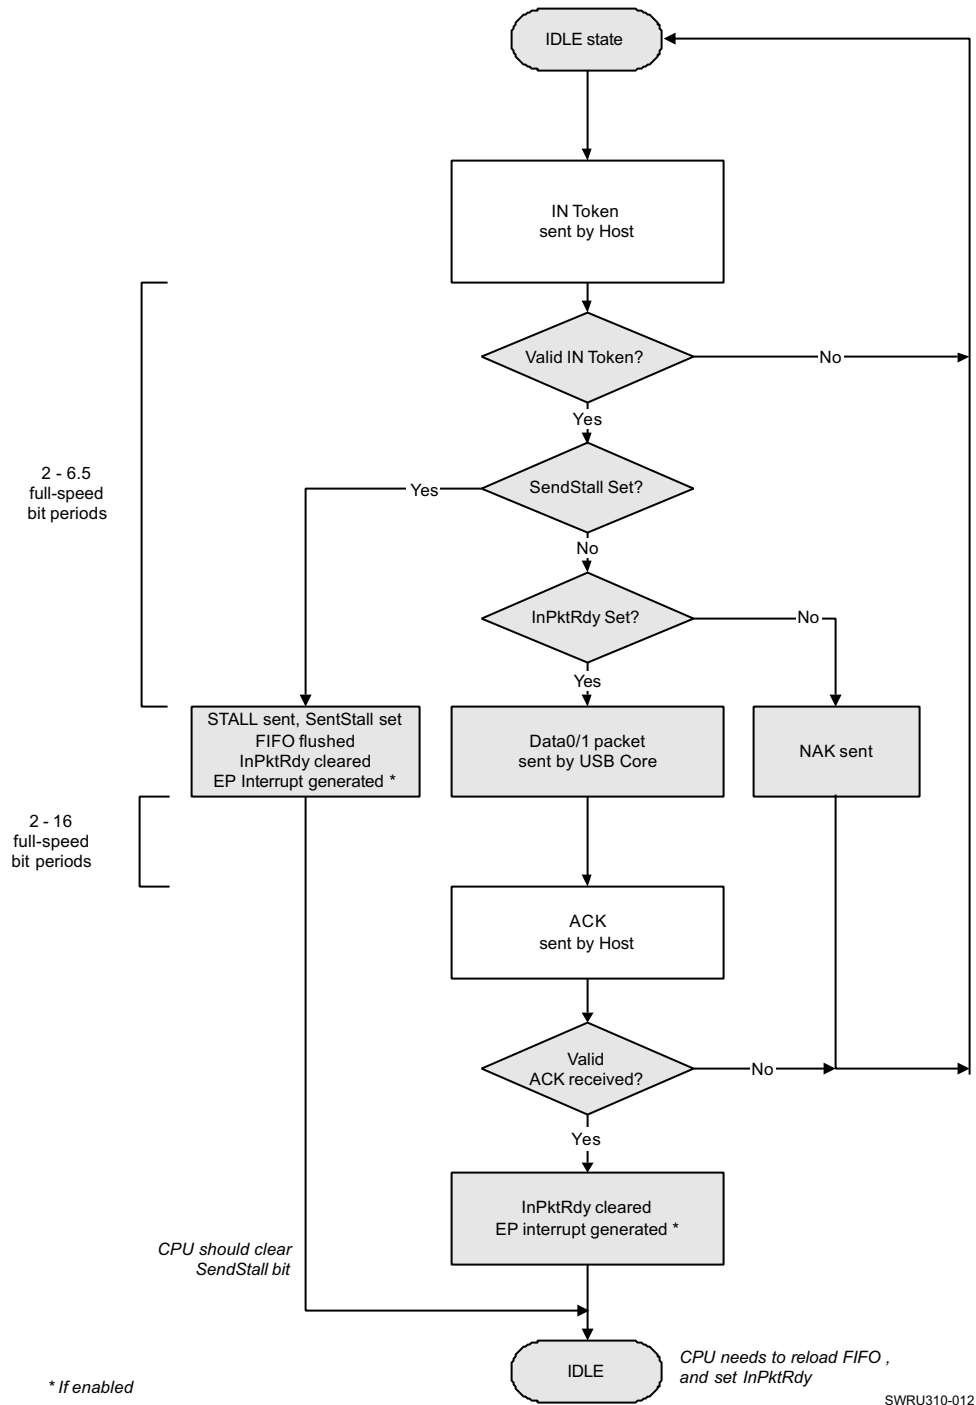 IDLE state
IN Token
sent by Host
Valid IN Token?
No
Yes
2 - 6.5
full-speed
bit periods
SendStall Set?
Yes
No
InPktRdy Set?
No
Yes
STALL sent, SentStall set
FIFO flushed
InPktRdy cleared
EP Interrupt generated *
Data0/1 packet
sent by USB Core
NAK sent
2 - 16
full-speed
bit periods
ACK
sent by Host
Valid
ACK received?
No
Yes
InPktRdy cleared
EP interrupt generated *
CPU should clear
SendStall bit
IDLE
CPU needs to reload FIFO ,
and set InPktRdy
* If enabled
SWRU310-012